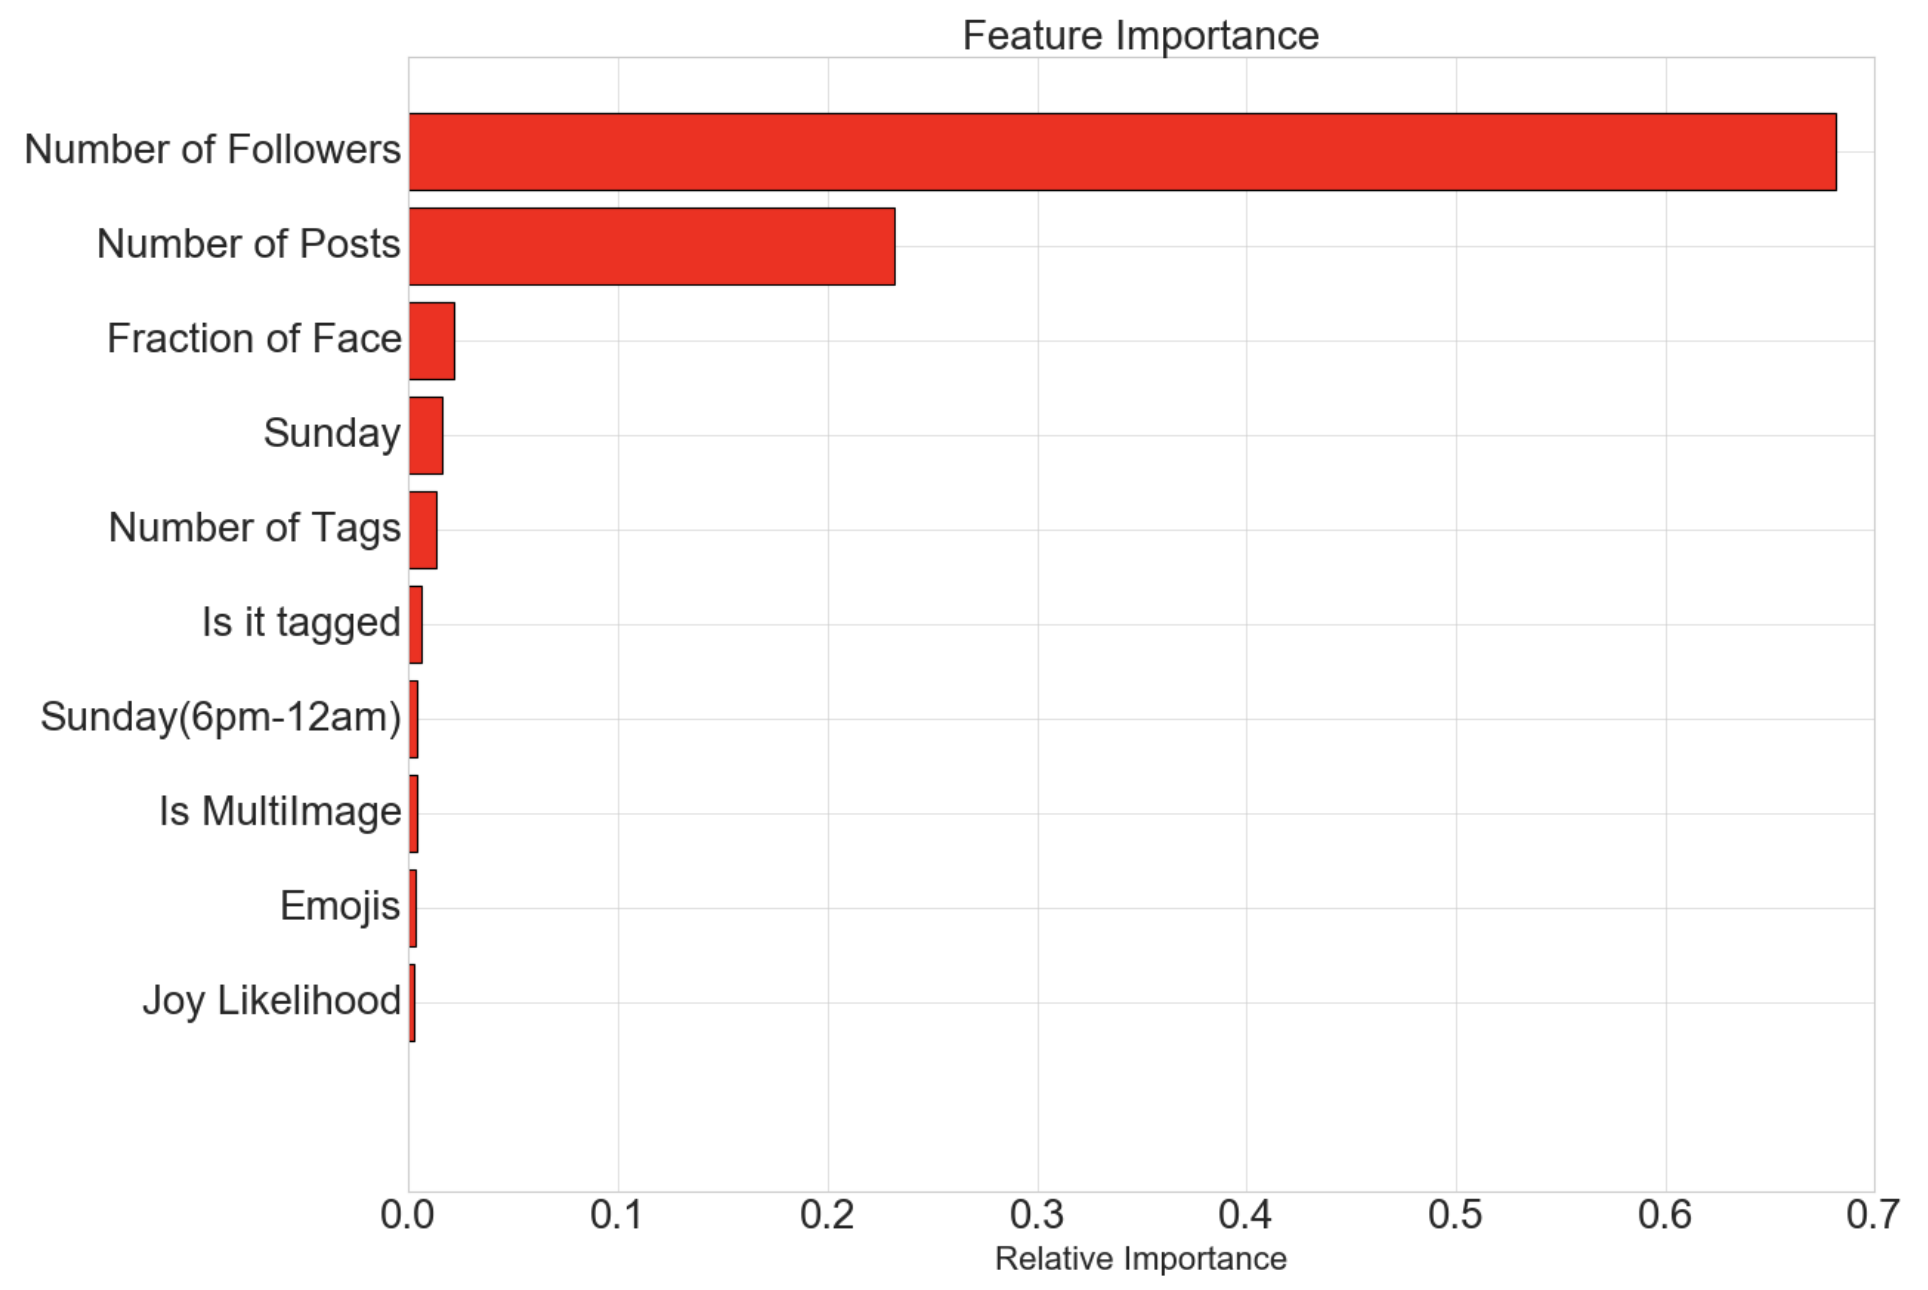 Feature Importance
Number of Followers
Number of Posts
Fraction of Face
Sunday
Number of Tags
Is it tagged
Sunday(6pm-12am)
Is MultiImage
Emojis
Joy Likelihood
0.0 0.1 0.2 0.3 0.4 0.5 0.6 0.7
Relative Importance